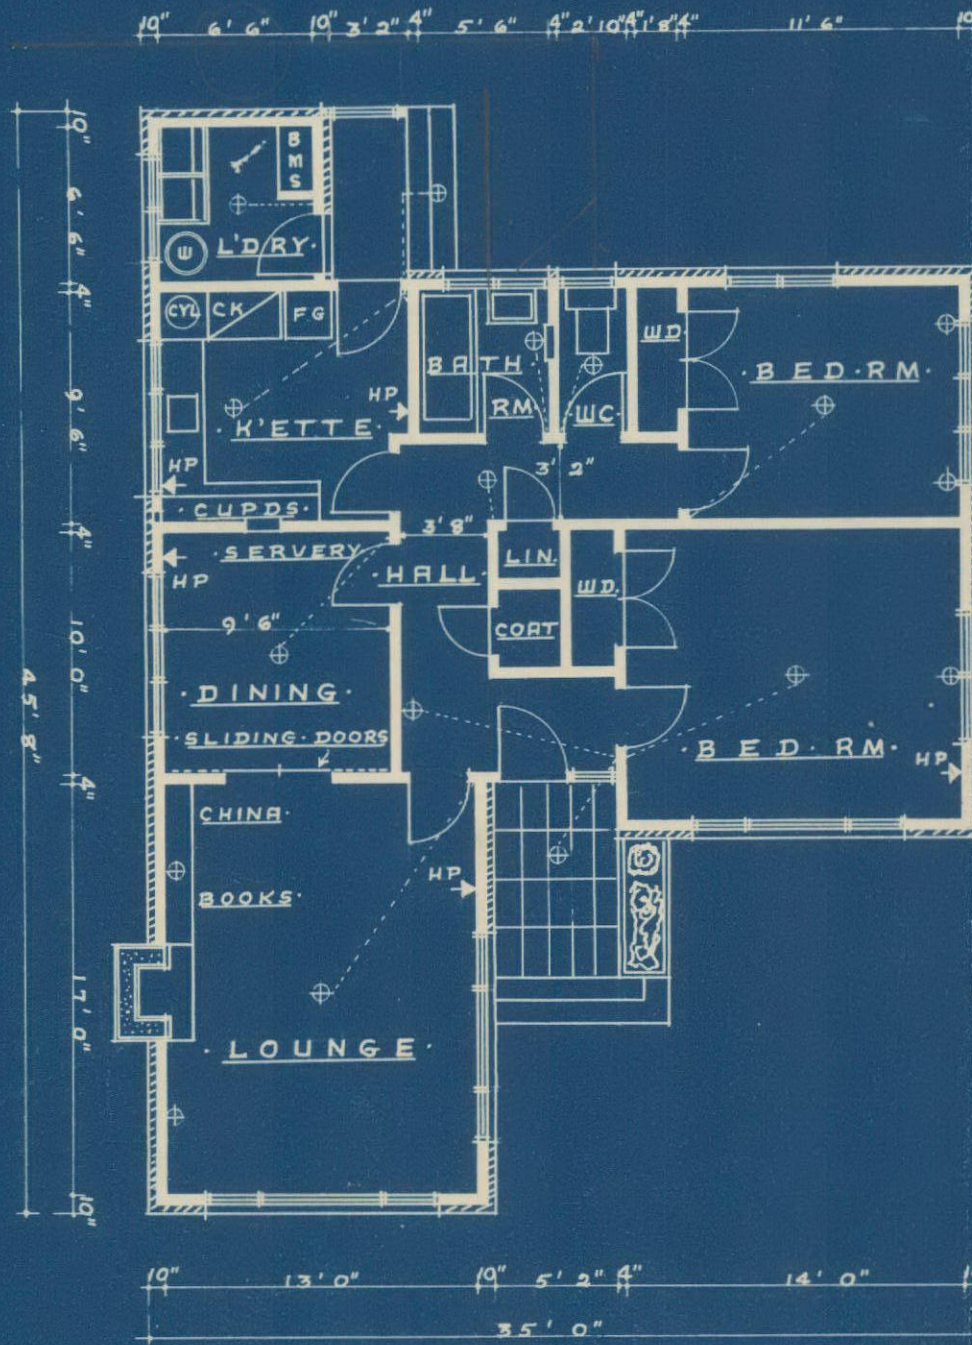 10" 6' 6" 10" 3' 2" 4" 5' 6" 4" 2' 10" 4" 1' 8" 4" 11' 6" 10
10"
6' 6"
4"
9' 6"
4"
10' 0"
4"
17' 0"
10"
45' 8"
B
M
S
W
L'DRY.
CYL
CK
FG
BATH
RM
WC.
WD.
. BED.RM.
HP
. K'ETTE.
HP
3' 2"
. CUPDS.
3' 8"
. SERVERY
HP
. HALL.
LIN.
WD.
COAT
9' 6"
. DINING.
. SLIDING. DOORS
. BED. RM.
HP
CHINA.
HP
BOOKS.
. LOUNGE.
10" 13' 0" 10" 5' 2" 4" 14' 0"
35' 0"